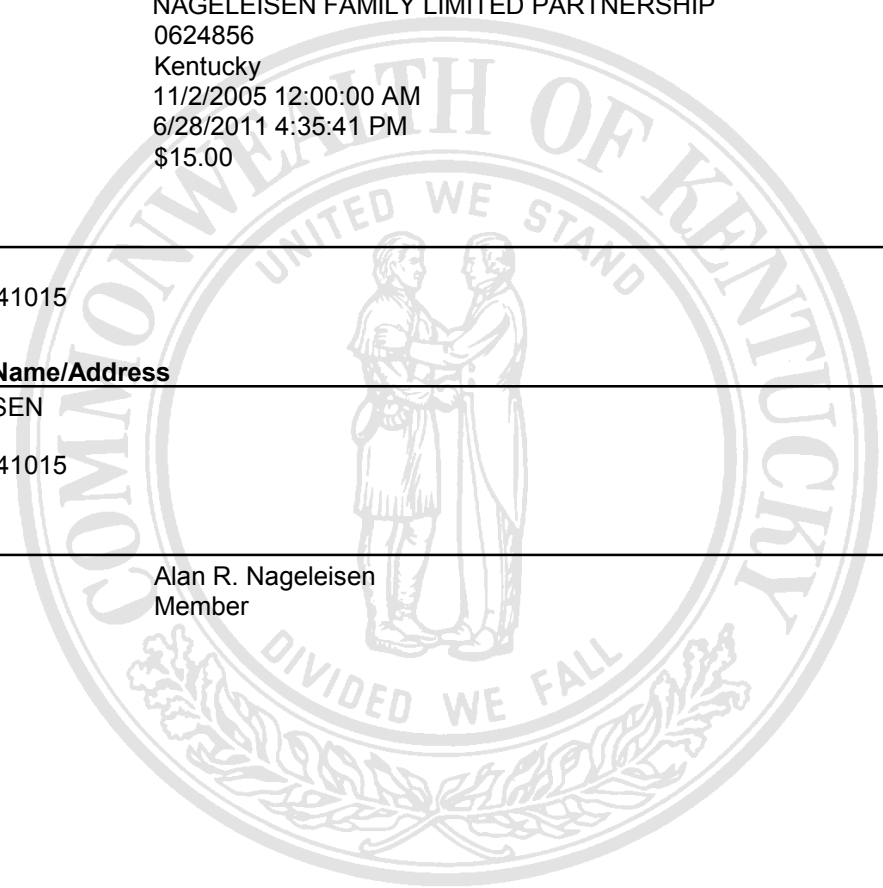 NAGELEISEN FAMILY LIMITED PARTNERSHIP
0624856
Kentucky
11/2/2005 12:00:00 AM
6/28/2011 4:35:41 PM
$15.00
COMMONWEALTH OF KENTUCKY
UNITED WE STAND
41015
Name/Address
SEN
41015
Alan R. Nageleisen
Member
DIVIDED WE FALL